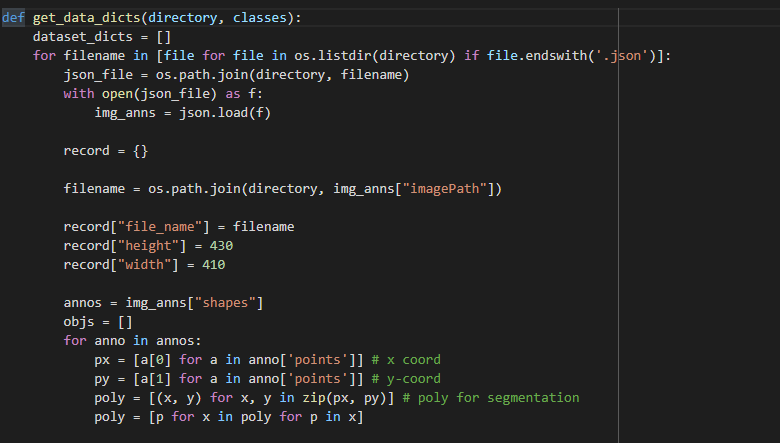 def get_data_dicts(directory, classes):
    dataset_dicts = []
    for filename in [file for file in os.listdir(directory) if file.endswith('.json')]:
        json_file = os.path.join(directory, filename)
        with open(json_file) as f:
            img_anns = json.load(f)

        record = {}

        filename = os.path.join(directory, img_anns["imagePath"])

        record["file_name"] = filename
        record["height"] = 430
        record["width"] = 410

        annos = img_anns["shapes"]
        objs = []
        for anno in annos:
            px = [a[0] for a in anno['points']] # x coord
            py = [a[1] for a in anno['points']] # y-coord
            poly = [(x, y) for x, y in zip(px, py)] # poly for segmentation
            poly = [p for x in poly for p in x]